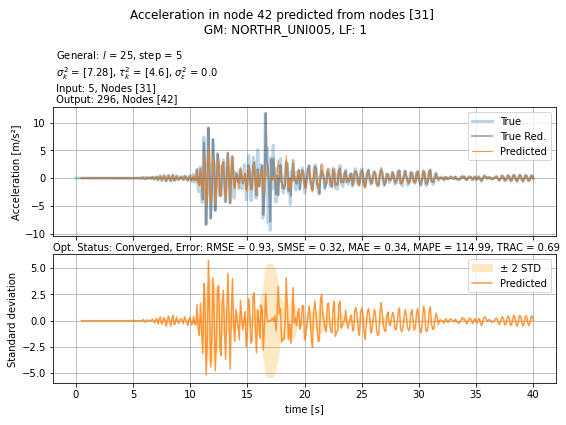 Acceleration in node 42 predicted from nodes [31]
GM: NORTHR_UNI005, LF: 1
General: l = 25, step = 5
σ²ₖ = [7.28], τ²ₖ = [4.6], σ²ε = 0.0
Input: 5, Nodes [31]
Output: 296, Nodes [42]
Acceleration [m/s²]
10
5
0
−5
−10
True
True Red.
Predicted
Opt. Status: Converged, Error: RMSE = 0.93, SMSE = 0.32, MAE = 0.34, MAPE = 114.99, TRAC = 0.69
Standard deviation
5.0
2.5
0.0
−2.5
−5.0
± 2 STD
Predicted
0 5 10 15 20 25 30 35 40
time [s]